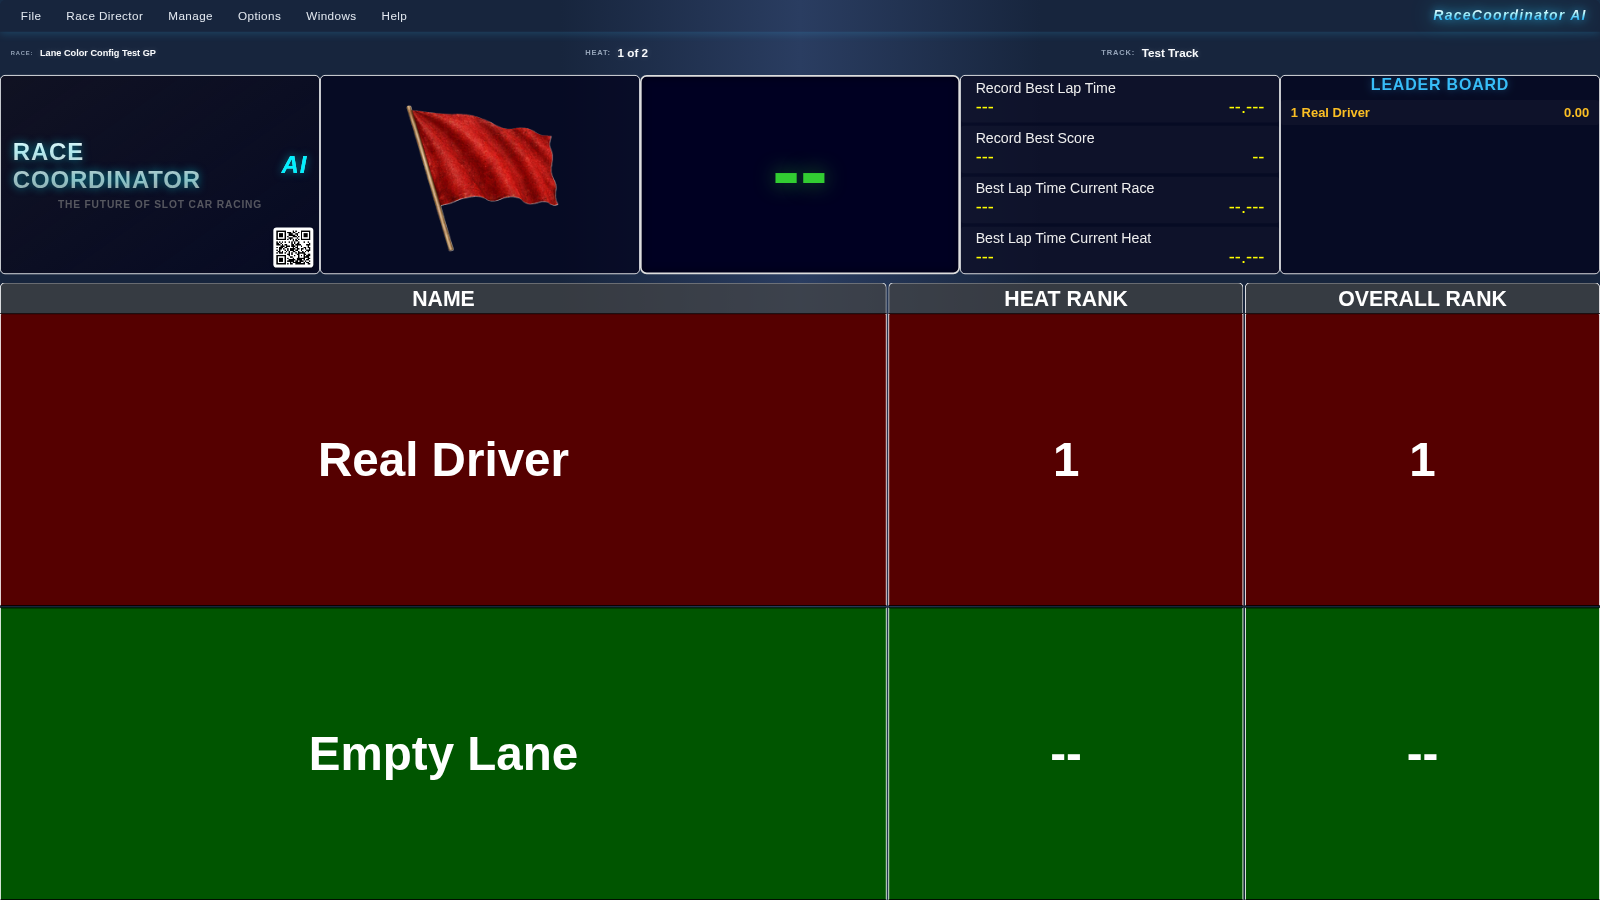 File Race Director Manage Options Windows Help RaceCoordinator AI
RACE: Lane Color Config Test GP HEAT: 1 of 2 TRACK: Test Track
RACE
COORDINATOR
AI
THE FUTURE OF SLOT CAR RACING
--
Record Best Lap Time
--- --.---
Record Best Score
--- --
Best Lap Time Current Race
--- --.---
Best Lap Time Current Heat
--- --.---
LEADER BOARD
1 Real Driver 0.00
NAME HEAT RANK OVERALL RANK
Real Driver 1 1
Empty Lane -- --